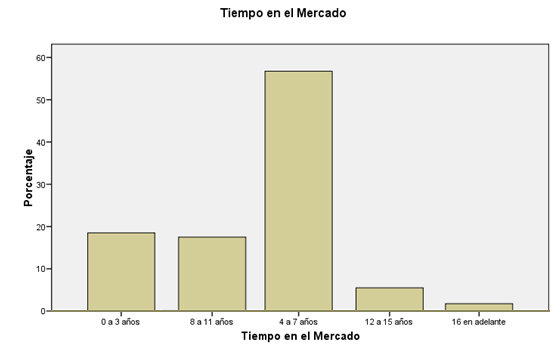 Tiempo en el Mercado
60
50
40
30
20
10
0
Porcentaje
0 a 3 años
8 a 11 años
4 a 7 años
12 a 15 años
16 en adelante
Tiempo en el Mercado